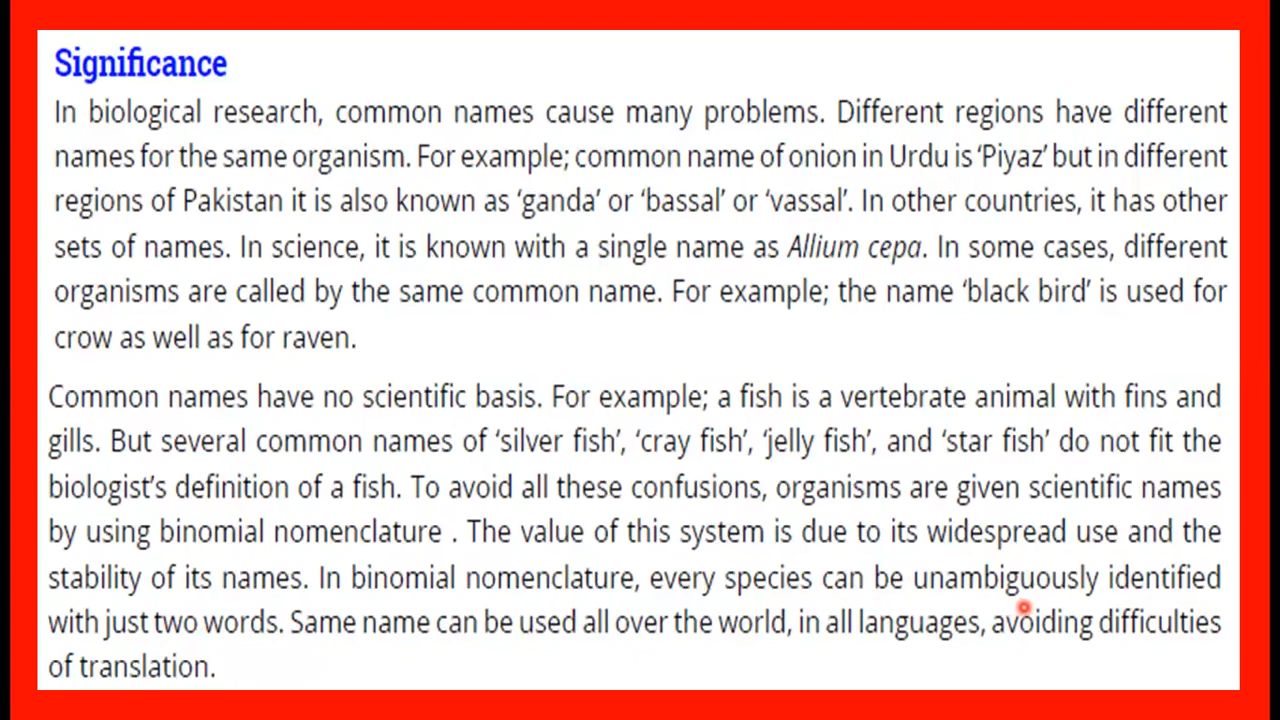 Significance
In biological research, common names cause many problems. Different regions have different
names for the same organism. For example; common name of onion in Urdu is ‘Piyaz’ but in different
regions of Pakistan it is also known as ‘ganda’ or ‘bassal’ or ‘vassal’. In other countries, it has other
sets of names. In science, it is known with a single name as Allium cepa. In some cases, different
organisms are called by the same common name. For example; the name ‘black bird’ is used for
crow as well as for raven.
Common names have no scientific basis. For example; a fish is a vertebrate animal with fins and
gills. But several common names of ‘silver fish’, ‘cray fish’, ‘jelly fish’, and ‘star fish’ do not fit the
biologist’s definition of a fish. To avoid all these confusions, organisms are given scientific names
by using binomial nomenclature . The value of this system is due to its widespread use and the
stability of its names. In binomial nomenclature, every species can be unambiguously identified
with just two words. Same name can be used all over the world, in all languages, avoiding difficulties
of translation.